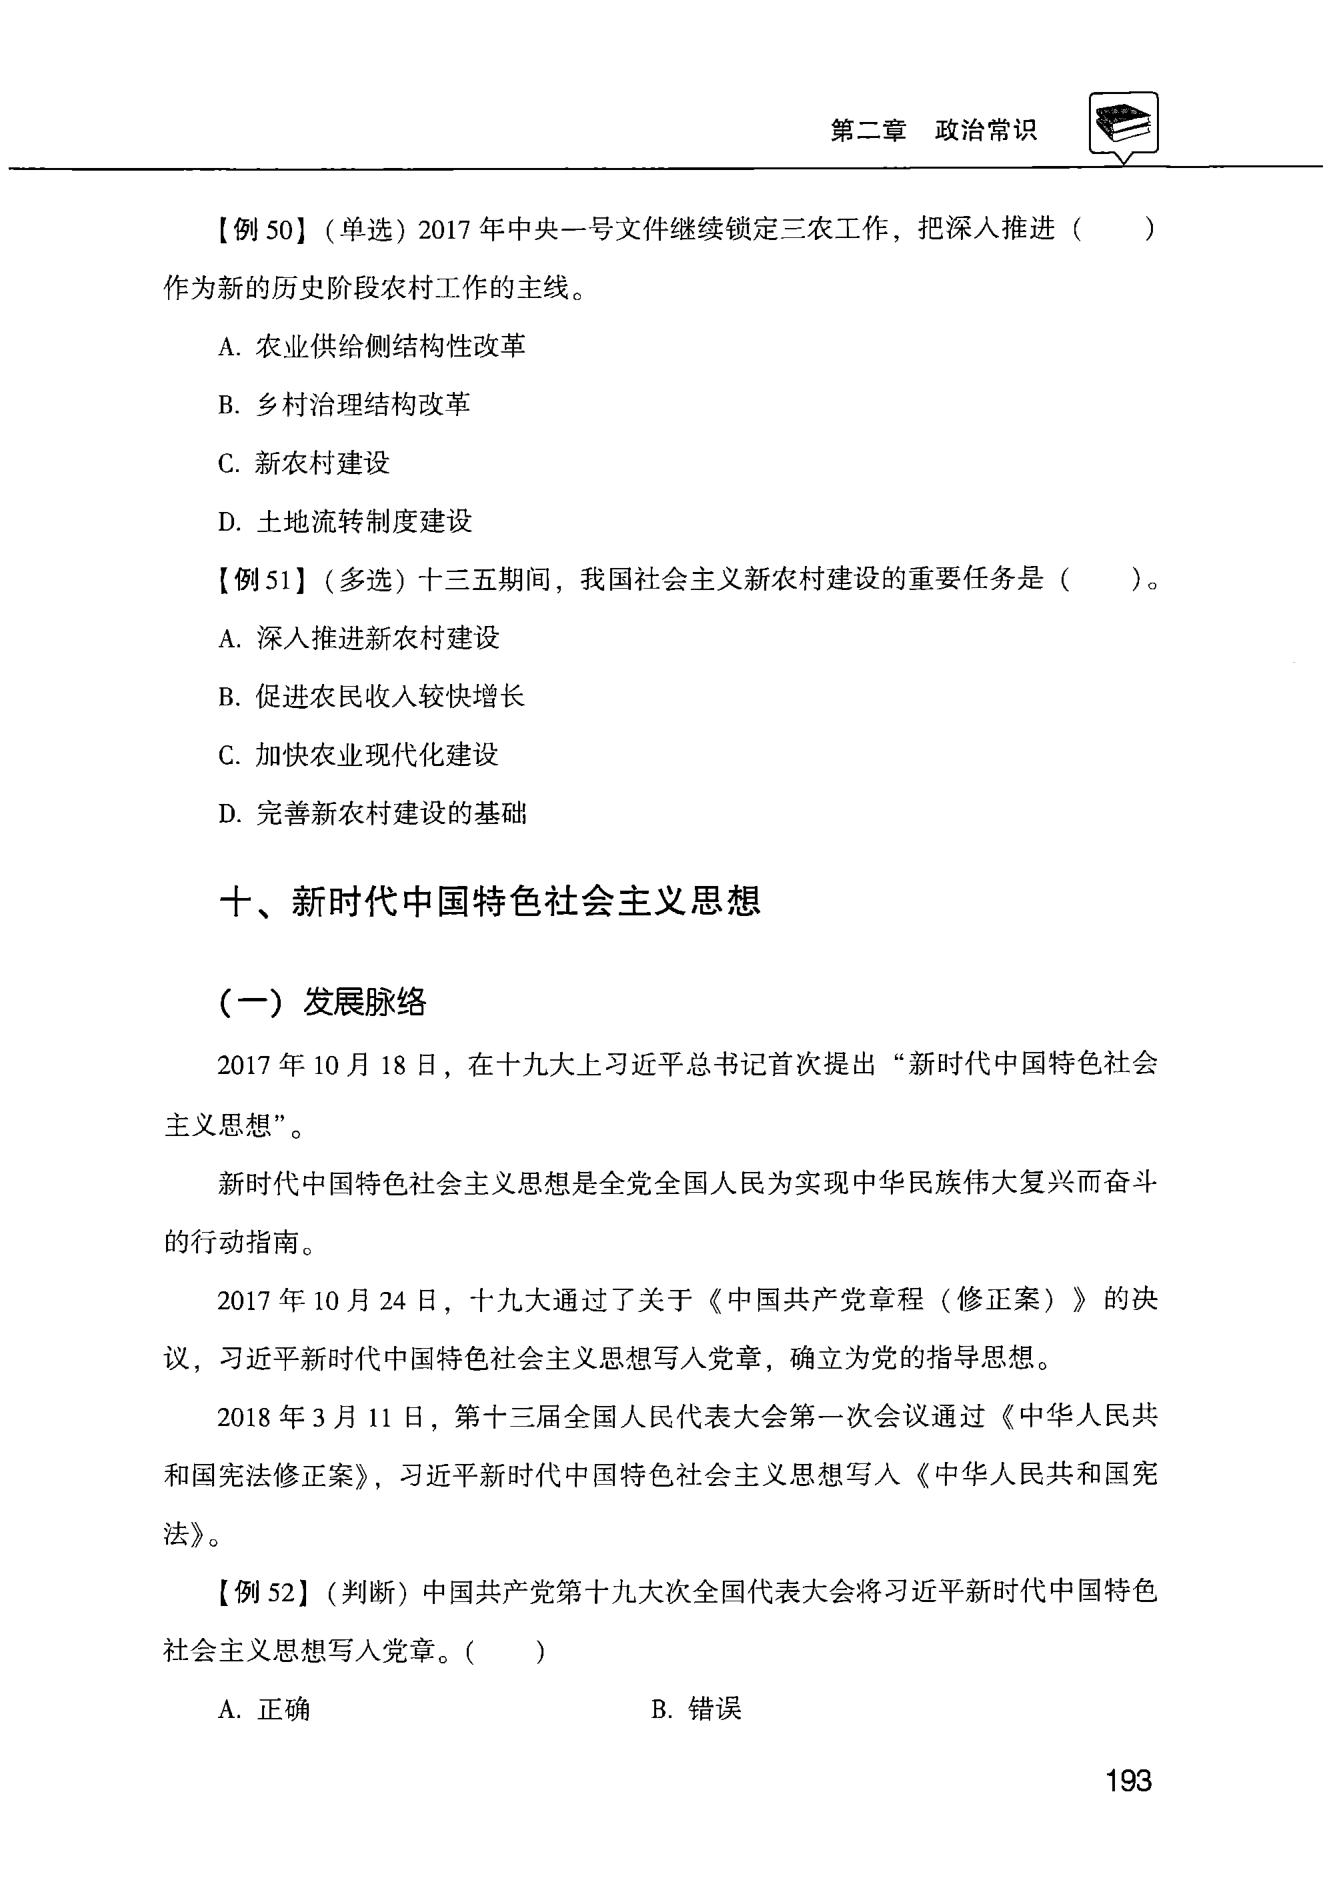 第二章 政治常识
【例 50】（单选）2017 年中央一号文件继续锁定三农工作，把深入推进（ ）
作为新的历史阶段农村工作的主线。
A. 农业供给侧结构性改革
B. 乡村治理结构改革
C. 新农村建设
D. 土地流转制度建设
【例 51】（多选）十三五期间，我国社会主义新农村建设的重要任务是（ ）。
A. 深入推进新农村建设
B. 促进农民收入较快增长
C. 加快农业现代化建设
D. 完善新农村建设的基础
十、新时代中国特色社会主义思想
（一）发展脉络
2017 年 10 月 18 日，在十九大上习近平总书记首次提出“新时代中国特色社会
主义思想”。
新时代中国特色社会主义思想是全党全国人民为实现中华民族伟大复兴而奋斗
的行动指南。
2017 年 10 月 24 日，十九大通过了关于《中国共产党章程（修正案）》的决
议，习近平新时代中国特色社会主义思想写入党章，确立为党的指导思想。
2018 年 3 月 11 日，第十三届全国人民代表大会第一次会议通过《中华人民共
和国宪法修正案》，习近平新时代中国特色社会主义思想写入《中华人民共和国宪
法》。
【例 52】（判断）中国共产党第十九大次全国代表大会将习近平新时代中国特色
社会主义思想写入党章。（ ）
A. 正确 B. 错误
193